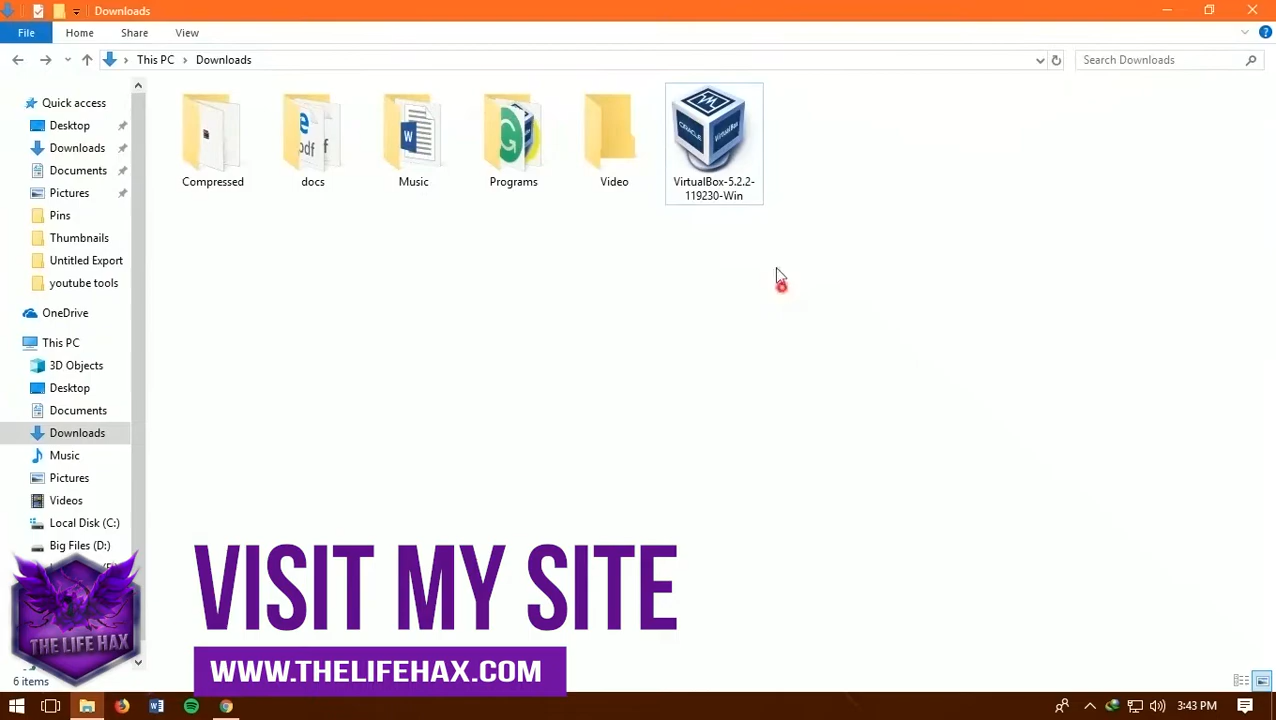 Downloads
File Home Share View
This PC Downloads
Search Downloads
Quick access
Desktop
Downloads
Documents
Pictures
Pins
Thumbnails
Untitled Export
youtube tools
OneDrive
This PC
3D Objects
Desktop
Documents
Downloads
Music
Pictures
Videos
Local Disk (C:)
Big Files (D:)
Compressed
docs
Music
Programs
Video
VirtualBox-5.2.2-
119230-Win
ORACLE
VirtualBox
VISIT MY SITE
WWW.THELIFEHAX.COM
THE LIFE HAX
6 items
3:43 PM